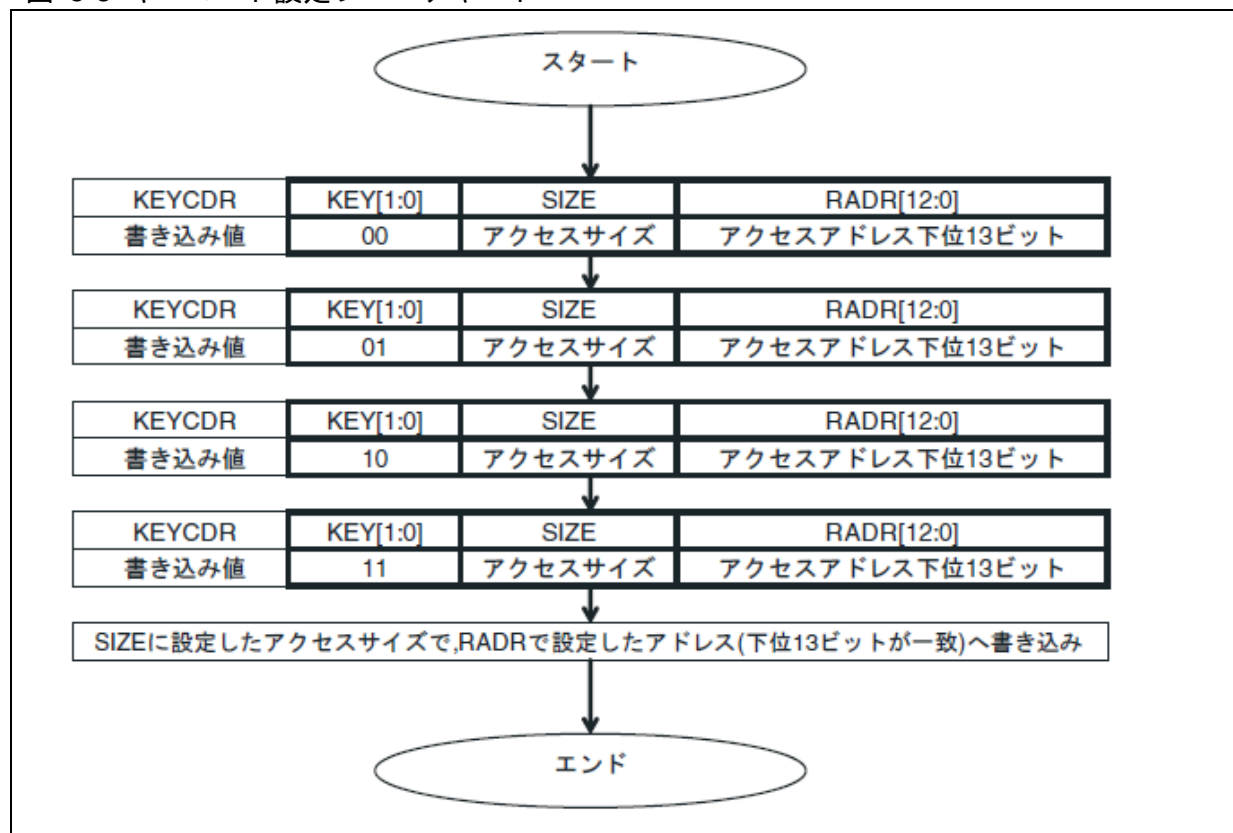 スタート
KEYCDR KEY[1:0] SIZE RADR[12:0]
書き込み値 00 アクセスサイズ アクセスアドレス下位13ビット
KEYCDR KEY[1:0] SIZE RADR[12:0]
書き込み値 01 アクセスサイズ アクセスアドレス下位13ビット
KEYCDR KEY[1:0] SIZE RADR[12:0]
書き込み値 10 アクセスサイズ アクセスアドレス下位13ビット
KEYCDR KEY[1:0] SIZE RADR[12:0]
書き込み値 11 アクセスサイズ アクセスアドレス下位13ビット
SIZEに設定したアクセスサイズで,RADRで設定したアドレス(下位13ビットが一致)へ書き込み
エンド